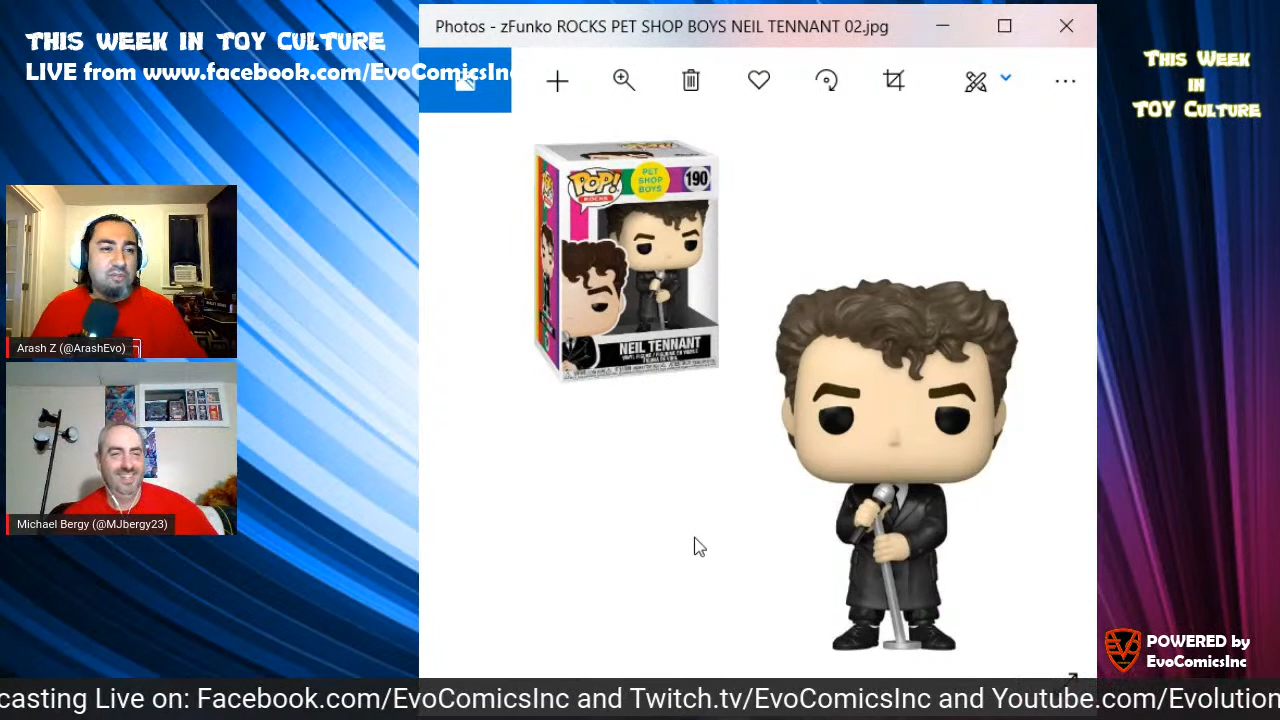 THIS WEEK IN TOY CULTURE
LIVE from www.facebook.com/EvoComicsInc
Photos - zFunko ROCKS PET SHOP BOYS NEIL TENNANT 02.jpg
This Week
in
TOY Culture
POP!
ROCKS
PET
SHOP
BOYS
190
NEIL TENNANT
Arash Z (@ArashEvo)
Michael Bergy (@MJbergy23)
POWERED by
EvoComicsInc
casting Live on: Facebook.com/EvoComicsInc and Twitch.tv/EvoComicsInc and Youtube.com/Evolution